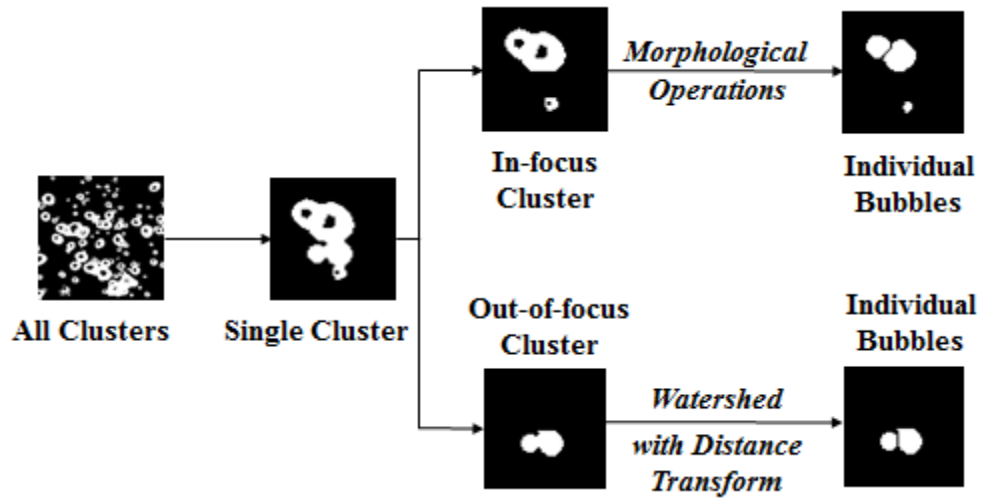 All Clusters
Single Cluster
In-focus
Cluster
Morphological
Operations
Individual
Bubbles
Out-of-focus
Cluster
Watershed
with Distance
Transform
Individual
Bubbles